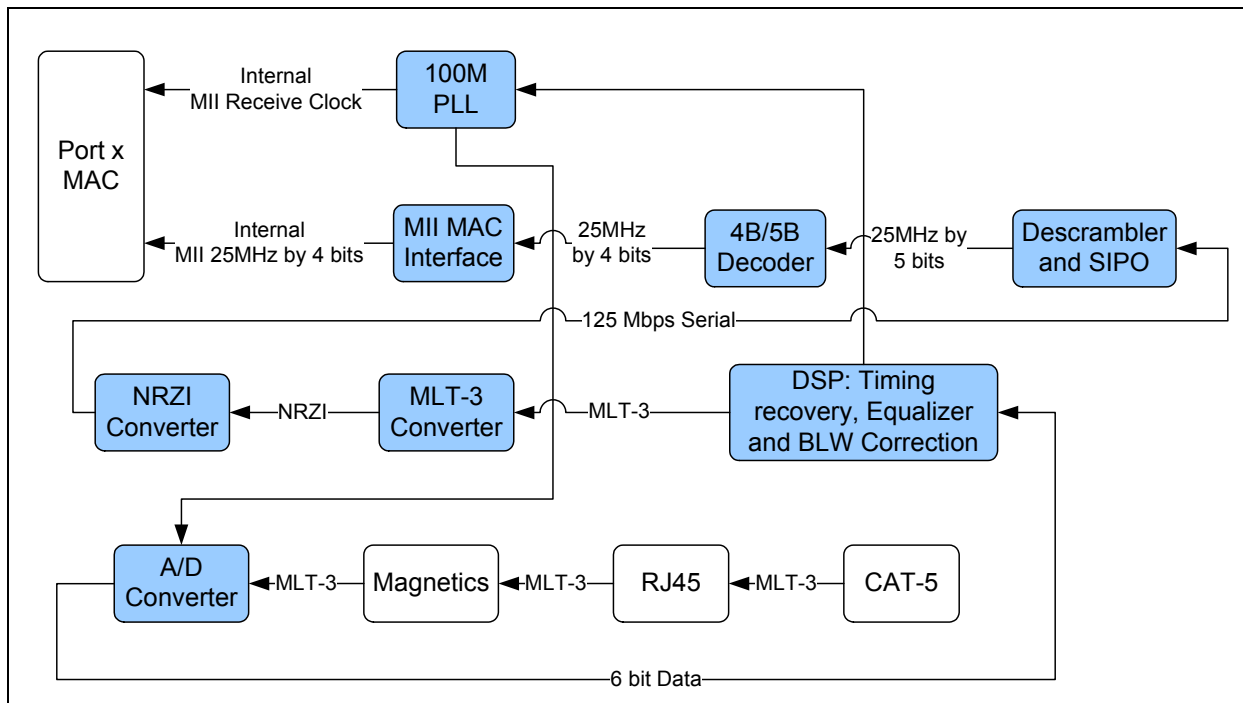 Port x
MAC
Internal
MII Receive Clock
100M
PLL
Internal
MII 25MHz by 4 bits
MII MAC
Interface
25MHz
by 4 bits
4B/5B
Decoder
25MHz by
5 bits
Descrambler
and SIPO
125 Mbps Serial
NRZI
Converter
NRZI
MLT-3
Converter
MLT-3
DSP: Timing
recovery, Equalizer
and BLW Correction
A/D
Converter
MLT-3
Magnetics
MLT-3
RJ45
MLT-3
CAT-5
6 bit Data